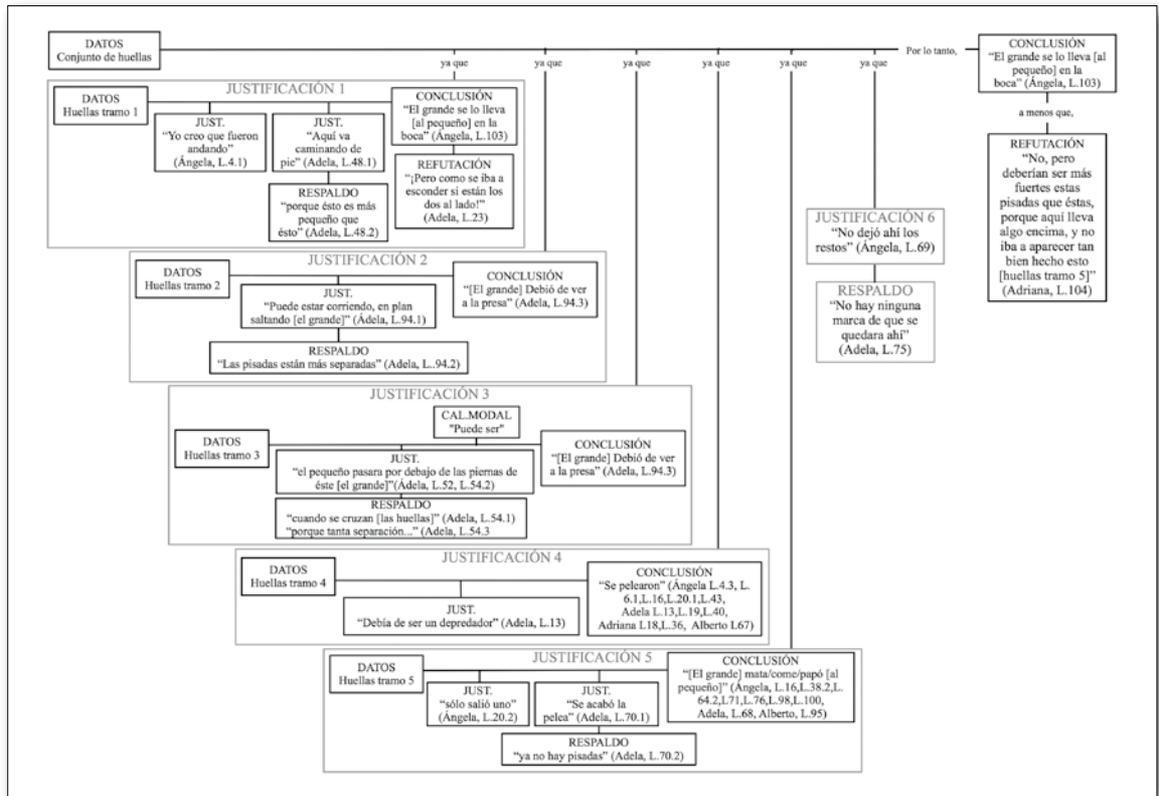 DATOS
Conjunto de huellas
Por lo tanto,
CONCLUSIÓN
“El grande se lo lleva [al
pequeño] en la
boca” (Ángela, L.103)
ya que
ya que
ya que
ya que
ya que
ya que
a menos que,
REFUTACIÓN
“No, pero
deberían ser más
fuertes estas
pisadas que éstas,
porque aquí lleva
algo encima, y no
iba a aparecer tan
bien hecho esto
[huellas tramo 5]”
(Adriana, L.104)
JUSTIFICACIÓN 1
DATOS
Huellas tramo 1
JUST.
“Yo creo que fueron
andando”
(Ángela, L.4.1)
JUST.
“Aquí va
caminando de
pie” (Adela, L.48.1)
RESPALDO
“porque ésto es más
pequeño que
ésto” (Adela, L.48.2)
CONCLUSIÓN
“El grande se lo lleva
[al pequeño] en la
boca” (Ángela, L.103)
REFUTACIÓN
“¡Pero como se iba a
esconder si están los
dos al lado!”
(Adela, L.23)
JUSTIFICACIÓN 6
“No dejó ahí los
restos” (Ángela, L.69)
RESPALDO
“No hay ninguna
marca de que se
quedara ahí”
(Adela, L.75)
JUSTIFICACIÓN 2
DATOS
Huellas tramo 2
JUST.
“Puede estar corriendo, en plan
saltando [el grande]” (Ádela, L.94.1)
RESPALDO
“Las pisadas están más separadas” (Adela, L..94.2)
CONCLUSIÓN
“[El grande] Debió de ver
a la presa” (Adela, L.94.3)
JUSTIFICACIÓN 3
CAL.MODAL
"Puede ser"
DATOS
Huellas tramo 3
JUST.
“el pequeño pasara por debajo de las piernas de
éste [el grande]”(Ádela, L.52, L.54.2)
RESPALDO
“cuando se cruzan [las huellas]” (Adela, L.54.1)
“porque tanta separación...” (Adela, L.54.3
CONCLUSIÓN
“[El grande] Debió de ver
a la presa” (Adela, L.94.3)
JUSTIFICACIÓN 4
DATOS
Huellas tramo 4
JUST.
“Debía de ser un depredador” (Adela, L.13)
CONCLUSIÓN
“Se pelearon” (Ángela L.4.3, L.
6.1,L.16,L.20.1,L.43,
Adela L.13,L.19,L.40,
Adriana L18,L.36, Alberto L67)
JUSTIFICACIÓN 5
DATOS
Huellas tramo 5
JUST.
“sólo salió uno”
(Ángela, L.20.2)
JUST.
“Se acabó la
pelea” (Adela, L.70.1)
RESPALDO
“ya no hay pisadas” (Adela, L.70.2)
CONCLUSIÓN
“[El grande] mata/come/papó [al
pequeño]” (Ángela, L.16,L.38.2,L.
64.2,L71,L.76,L.98,L.100,
Adela, L.68, Alberto, L.95)